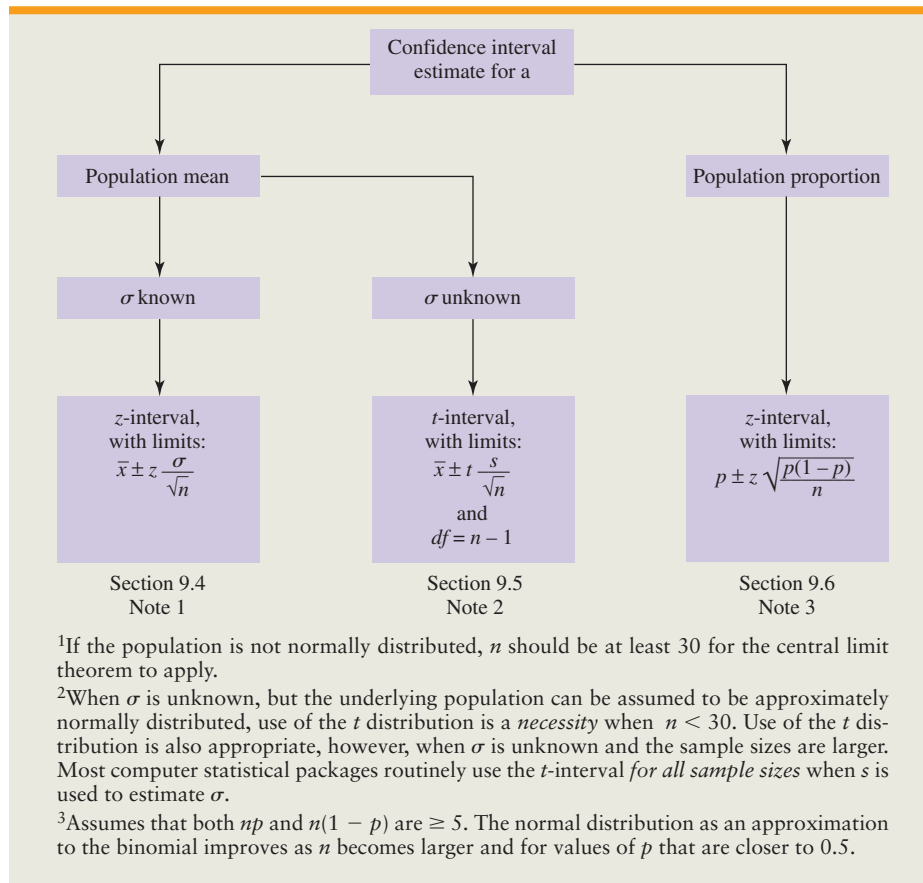 Confidence interval
estimate for a
Population mean
Population proportion
σ known
σ unknown
z-interval,
with limits:
x̄ ± z σ/√n
t-interval,
with limits:
x̄ ± t s/√n
and
df = n – 1
z-interval,
with limits:
p ± z √(p(1 – p)/n)
Section 9.4
Note 1
Section 9.5
Note 2
Section 9.6
Note 3
¹If the population is not normally distributed, n should be at least 30 for the central limit
theorem to apply.
²When σ is unknown, but the underlying population can be assumed to be approximately
normally distributed, use of the t distribution is a necessity when n < 30. Use of the t dis-
tribution is also appropriate, however, when σ is unknown and the sample sizes are larger.
Most computer statistical packages routinely use the t-interval for all sample sizes when s is
used to estimate σ.
³Assumes that both np and n(1 − p) are ≥ 5. The normal distribution as an approximation
to the binomial improves as n becomes larger and for values of p that are closer to 0.5.